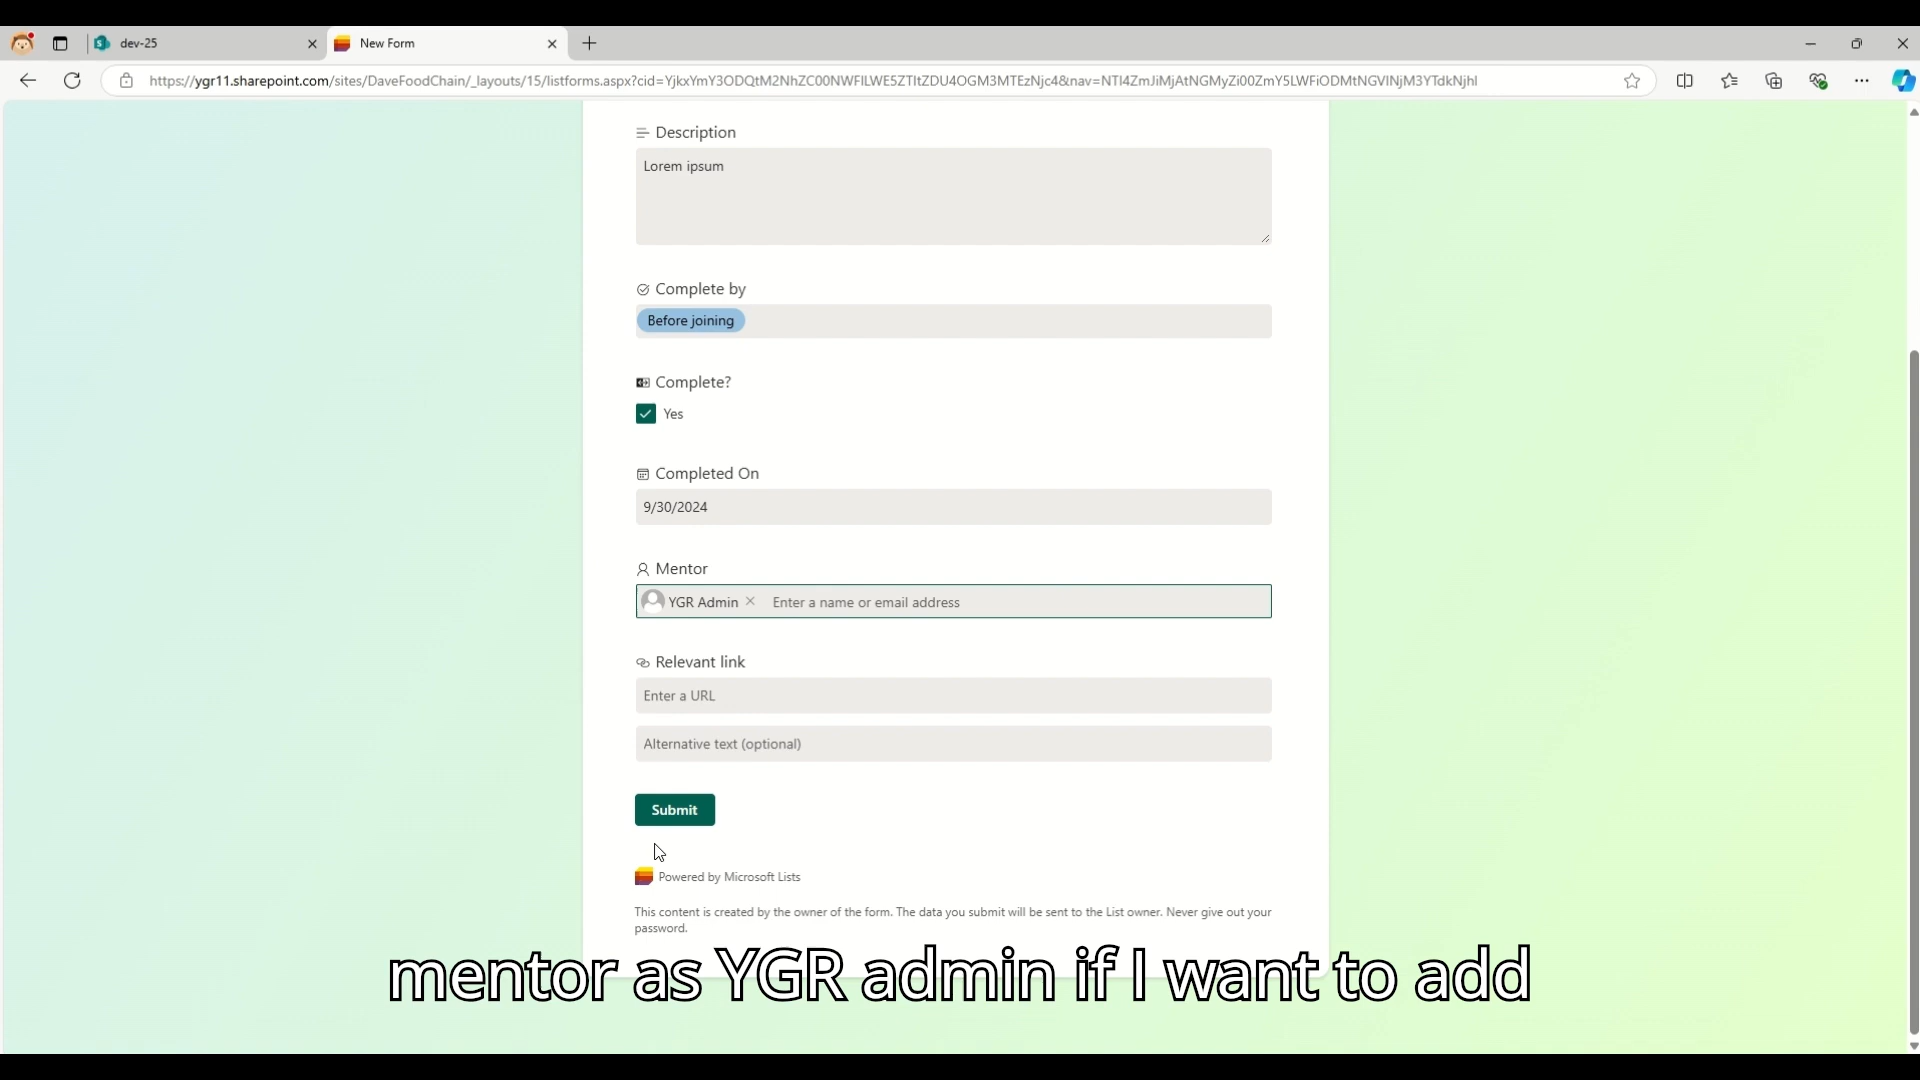 dev-25
New Form
https://ygr11.sharepoint.com/sites/DaveFoodChain/_layouts/15/listforms.aspx?cid=YjkxYmY3ODQtM2NhZC00NWFlLWE5ZTItZDU4OGM3MTEzNjc4&nav=NTI4ZmJiMjAtNGMyZi00ZmY5LWFiODMtNGVlNjM3YTdkNjhl
Description
Lorem ipsum
Complete by
Before joining
Complete?
Yes
Completed On
9/30/2024
Mentor
YGR Admin Enter a name or email address
Relevant link
Enter a URL
Alternative text (optional)
Submit
Powered by Microsoft Lists
This content is created by the owner of the form. The data you submit will be sent to the List owner. Never give out your
password.
mentor as YGR admin if I want to add